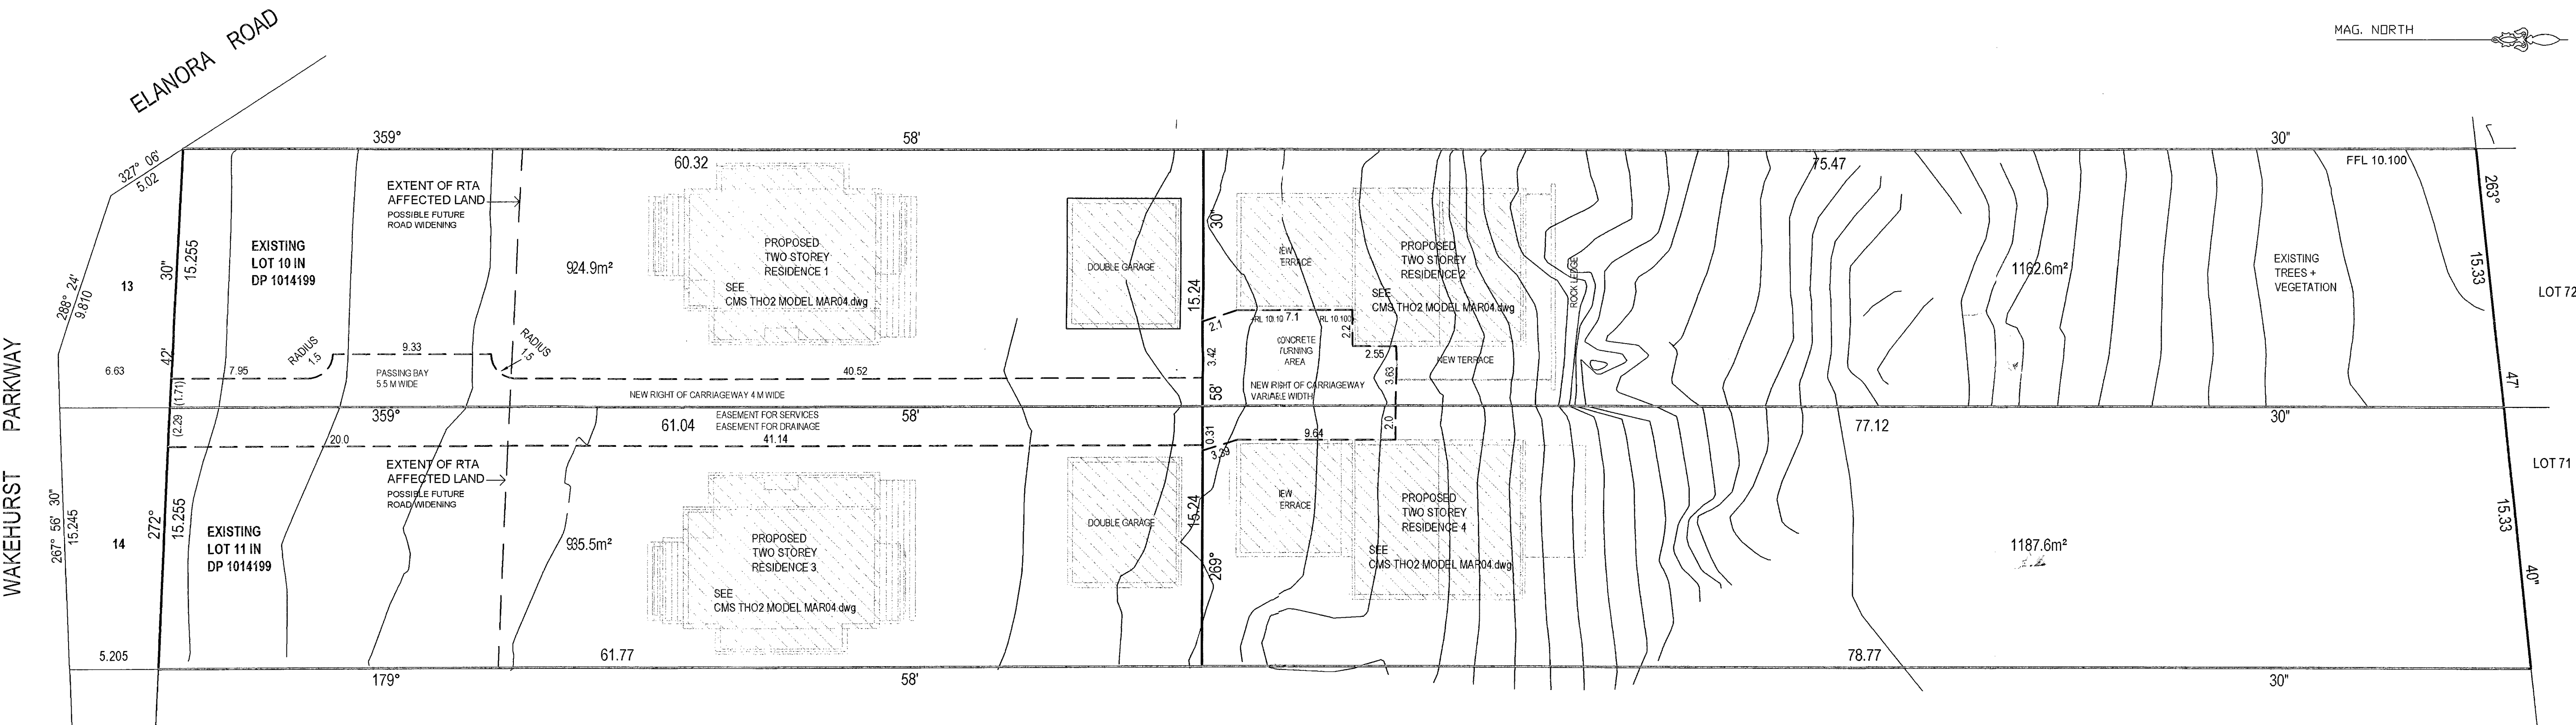 ELANORA ROAD
MAG. NORTH
WAKEHURST PARKWAY
359°
58'
30"
327° 06'
5.02
60.32
75.47
FFL 10.100
263°
EXTENT OF RTA
AFFECTED LAND
POSSIBLE FUTURE
ROAD WIDENING
EXISTING
LOT 10 IN
DP 1014199
924.9m²
PROPOSED
TWO STOREY
RESIDENCE 1
SEE
CMS THO2 MODEL MAR04.dwg
DOUBLE GARAGE
30"
15.24
EW
ERRACE
PROPOSED
TWO STOREY
RESIDENCE 2
SEE
CMS THO2 MODEL MAR04.dwg
ROCK LEDGE
1162.6m²
EXISTING
TREES +
VEGETATION
15.33
LOT 72
13
288° 24'
9.810
30"
15.255
42'
6.63
7.95
RADIUS
1.5
9.33
RADIUS
1.5
PASSING BAY
5.5 M WIDE
40.52
2.1
RL 10.10
7.1
RL 10.100
2.2
3.42
CONCRETE
TURNING
AREA
2.55
NEW TERRACE
3.63
47'
(1.71)
NEW RIGHT OF CARRIAGEWAY 4 M WIDE
58'
NEW RIGHT OF CARRIAGEWAY
VARIABLE WIDTH
359°
61.04
EASEMENT FOR SERVICES
EASEMENT FOR DRAINAGE
58'
77.12
30"
(2.29
20.0
41.14
0.31
3.39
9.64
2.0
267° 56' 30"
15.245
14
272°
15.255
EXISTING
LOT 11 IN
DP 1014199
EXTENT OF RTA
AFFECTED LAND
POSSIBLE FUTURE
ROAD WIDENING
935.5m²
PROPOSED
TWO STOREY
RESIDENCE 3
SEE
CMS THO2 MODEL MAR04.dwg
DOUBLE GARAGE
15.24
269°
EW
ERRACE
PROPOSED
TWO STOREY
RESIDENCE 4
SEE
CMS THO2 MODEL MAR04.dwg
1187.6m²
LOT 71
15.33
40"
5.205
61.77
78.77
179°
58'
30"